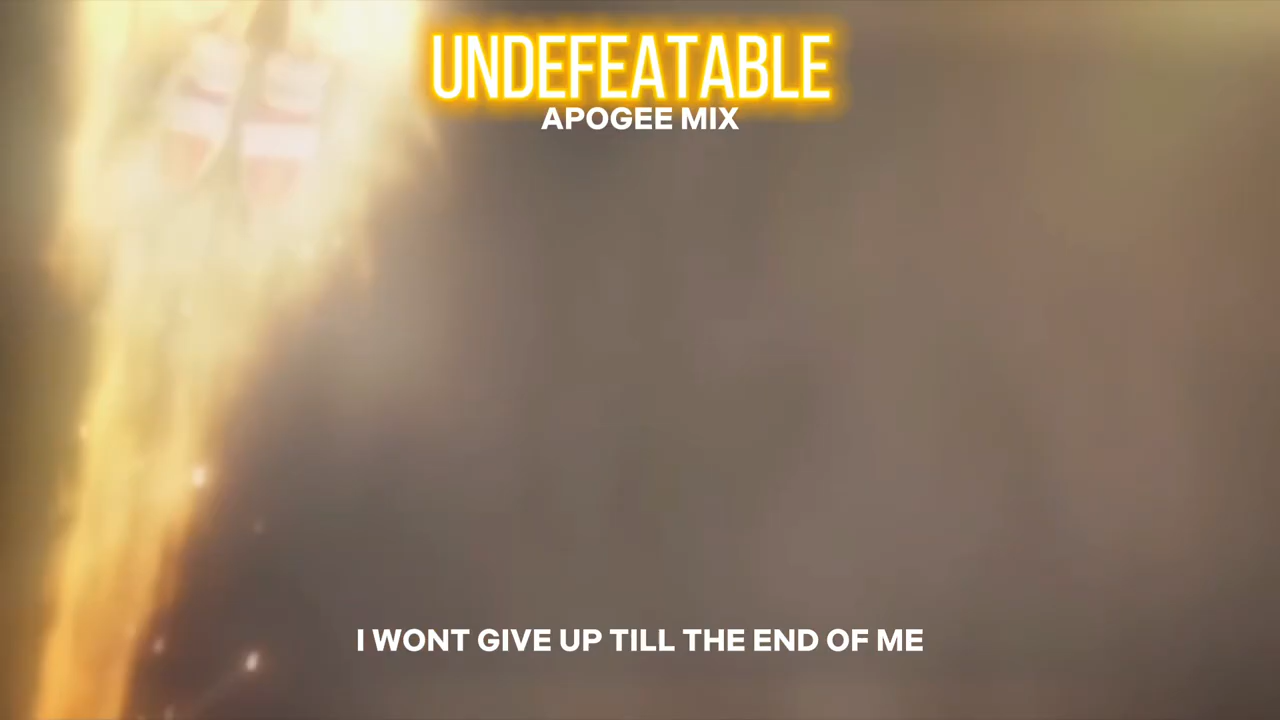 UNDEFEATABLE
APOGEE MIX
I WONT GIVE UP TILL THE END OF ME